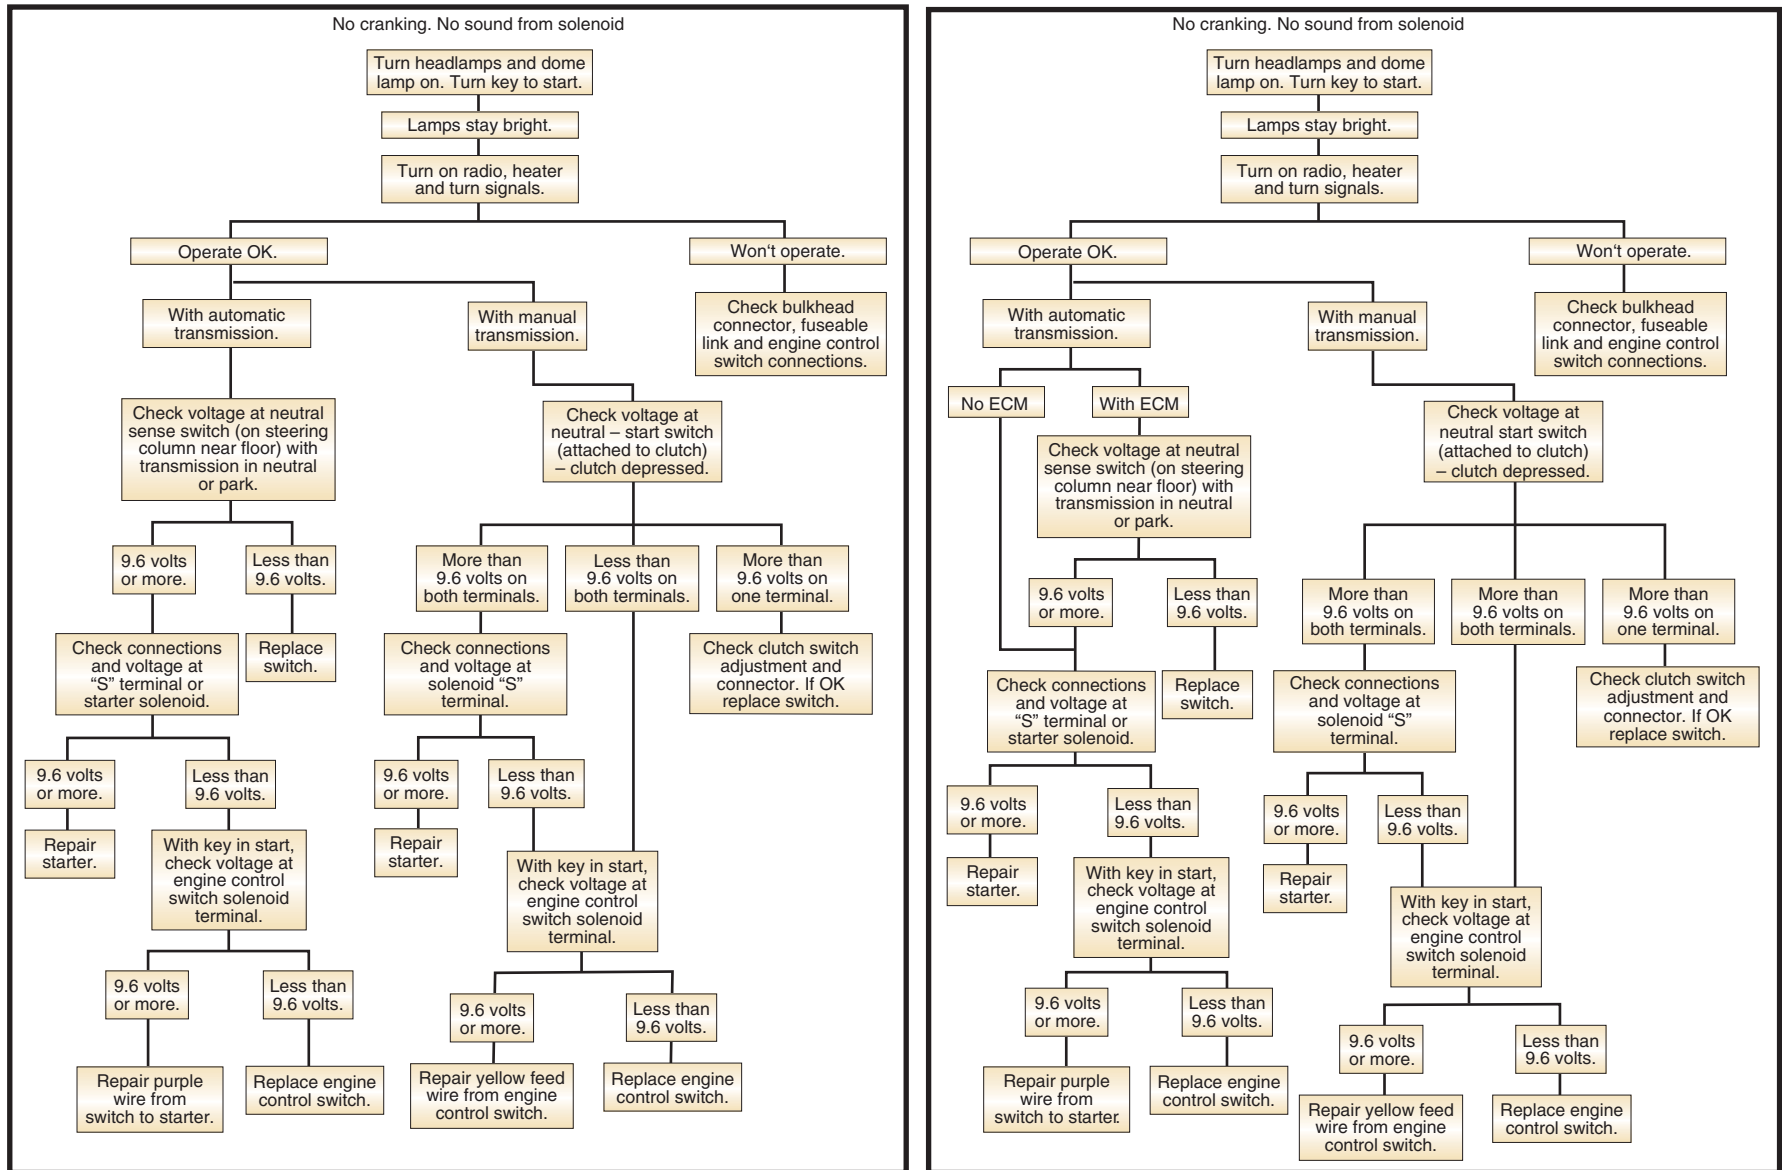 No cranking. No sound from solenoid
Turn headlamps and dome
lamp on. Turn key to start.
Lamps stay bright.
Turn on radio, heater
and turn signals.
Operate OK.
Won't operate.
With automatic
transmission.
With manual
transmission.
Check bulkhead
connector, fuseable
link and engine control
switch connections.
Check voltage at neutral
sense switch (on steering
column near floor) with
transmission in neutral
or park.
Check voltage at
neutral – start switch
(attached to clutch)
– clutch depressed.
9.6 volts
or more.
Less than
9.6 volts.
More than
9.6 volts on
both terminals.
Less than
9.6 volts on
both terminals.
More than
9.6 volts on
one terminal.
Check connections
and voltage at
“S” terminal or
starter solenoid.
Replace
switch.
Check connections
and voltage at
solenoid “S”
terminal.
Check clutch switch
adjustment and
connector. If OK
replace switch.
9.6 volts
or more.
Less than
9.6 volts.
9.6 volts
or more.
Less than
9.6 volts.
Repair
starter.
With key in start,
check voltage at
engine control
switch solenoid
terminal.
Repair
starter.
With key in start,
check voltage at
engine control
switch solenoid
terminal.
9.6 volts
or more.
Less than
9.6 volts.
9.6 volts
or more.
Less than
9.6 volts.
Repair purple
wire from
switch to starter.
Replace engine
control switch.
Repair yellow feed
wire from engine
control switch.
Replace engine
control switch.
No cranking. No sound from solenoid
Turn headlamps and dome
lamp on. Turn key to start.
Lamps stay bright.
Turn on radio, heater
and turn signals.
Operate OK.
Won't operate.
With automatic
transmission.
With manual
transmission.
Check bulkhead
connector, fuseable
link and engine control
switch connections.
No ECM
With ECM
Check voltage at
neutral start switch
(attached to clutch)
– clutch depressed.
Check voltage at neutral
sense switch (on steering
column near floor) with
transmission in neutral
or park.
9.6 volts
or more.
Less than
9.6 volts.
More than
9.6 volts on
both terminals.
More than
9.6 volts on
both terminals.
More than
9.6 volts on
one terminal.
Check connections
and voltage at
“S” terminal or
starter solenoid.
Replace
switch.
Check connections
and voltage at
solenoid “S”
terminal.
Check clutch switch
adjustment and
connector. If OK
replace switch.
9.6 volts
or more.
Less than
9.6 volts.
9.6 volts
or more.
Less than
9.6 volts.
Repair
starter.
With key in start,
check voltage at
engine control
switch solenoid
terminal.
Repair
starter.
With key in start,
check voltage at
engine control
switch solenoid
terminal.
9.6 volts
or more.
Less than
9.6 volts.
9.6 volts
or more.
Less than
9.6 volts.
Repair purple
wire from
switch to starter.
Replace engine
control switch.
Repair yellow feed
wire from engine
control switch.
Replace engine
control switch.